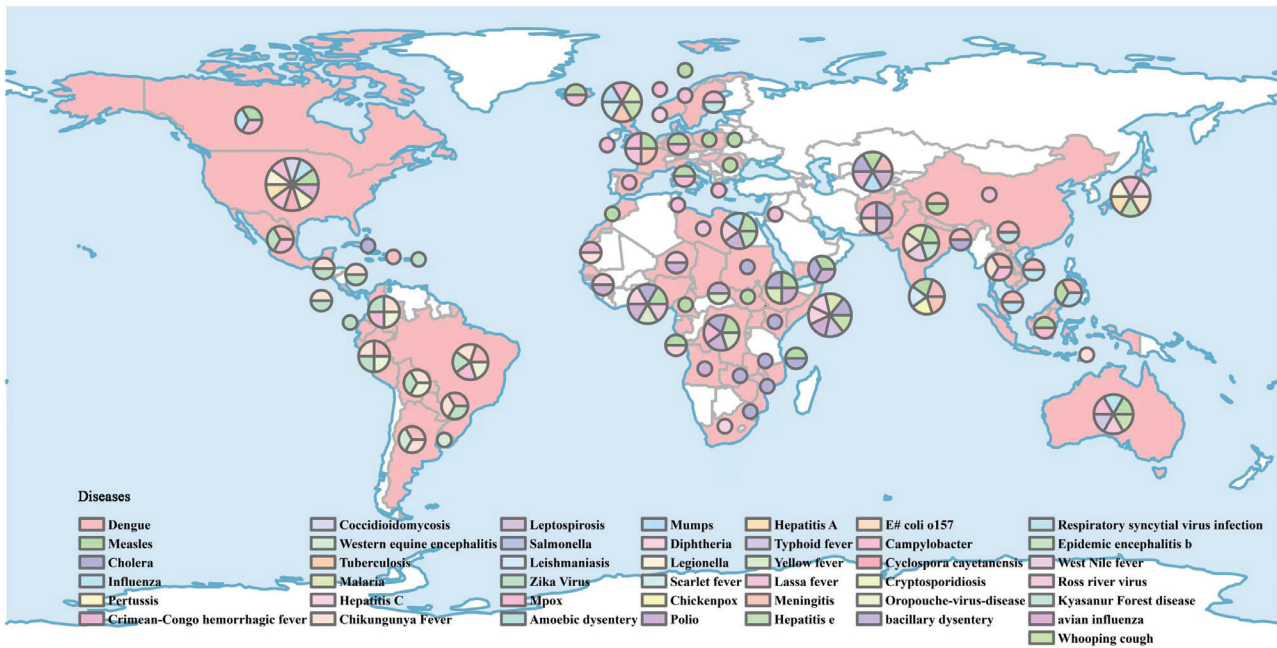 Diseases
Dengue
Measles
Cholera
Influenza
Pertussis
Crimean-Congo hemorrhagic fever
Coccidioidomycosis
Western equine encephalitis
Tuberculosis
Malaria
Hepatitis C
Chikungunya Fever
Leptospirosis
Salmonella
Leishmaniasis
Zika Virus
Mpox
Amoebic dysentery
Mumps
Diphtheria
Legionella
Scarlet fever
Chickenpox
Polio
Hepatitis A
Typhoid fever
Yellow fever
Lassa fever
Meningitis
Hepatitis e
E# coli o157
Campylobacter
Cyclospora cayetanensis
Cryptosporidiosis
Oropouche-virus-disease
bacillary dysentery
Respiratory syncytial virus infection
Epidemic encephalitis b
West Nile fever
Ross river virus
Kyasanur Forest disease
avian influenza
Whooping cough